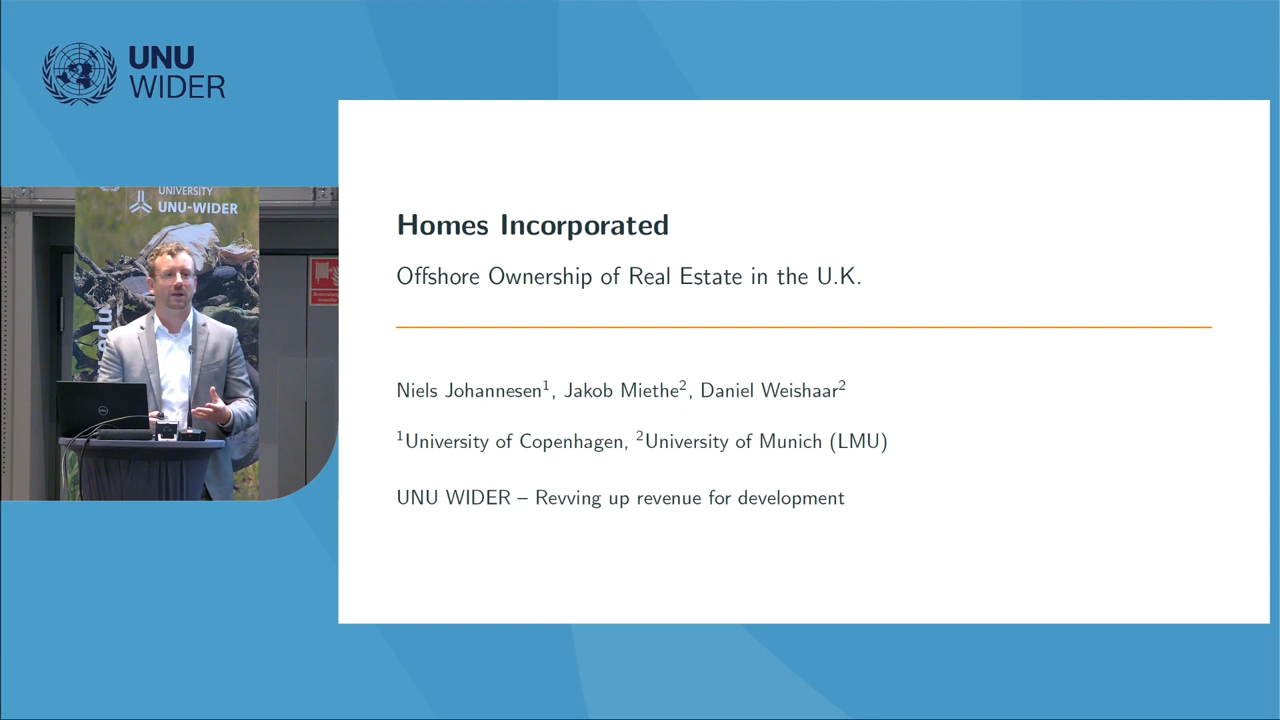 UNU
WIDER
UNIVERSITY
UNU-WIDER
Homes Incorporated
Offshore Ownership of Real Estate in the U.K.
Niels Johannesen¹, Jakob Miethe², Daniel Weishaar²
¹University of Copenhagen, ²University of Munich (LMU)
UNU WIDER – Revving up revenue for development